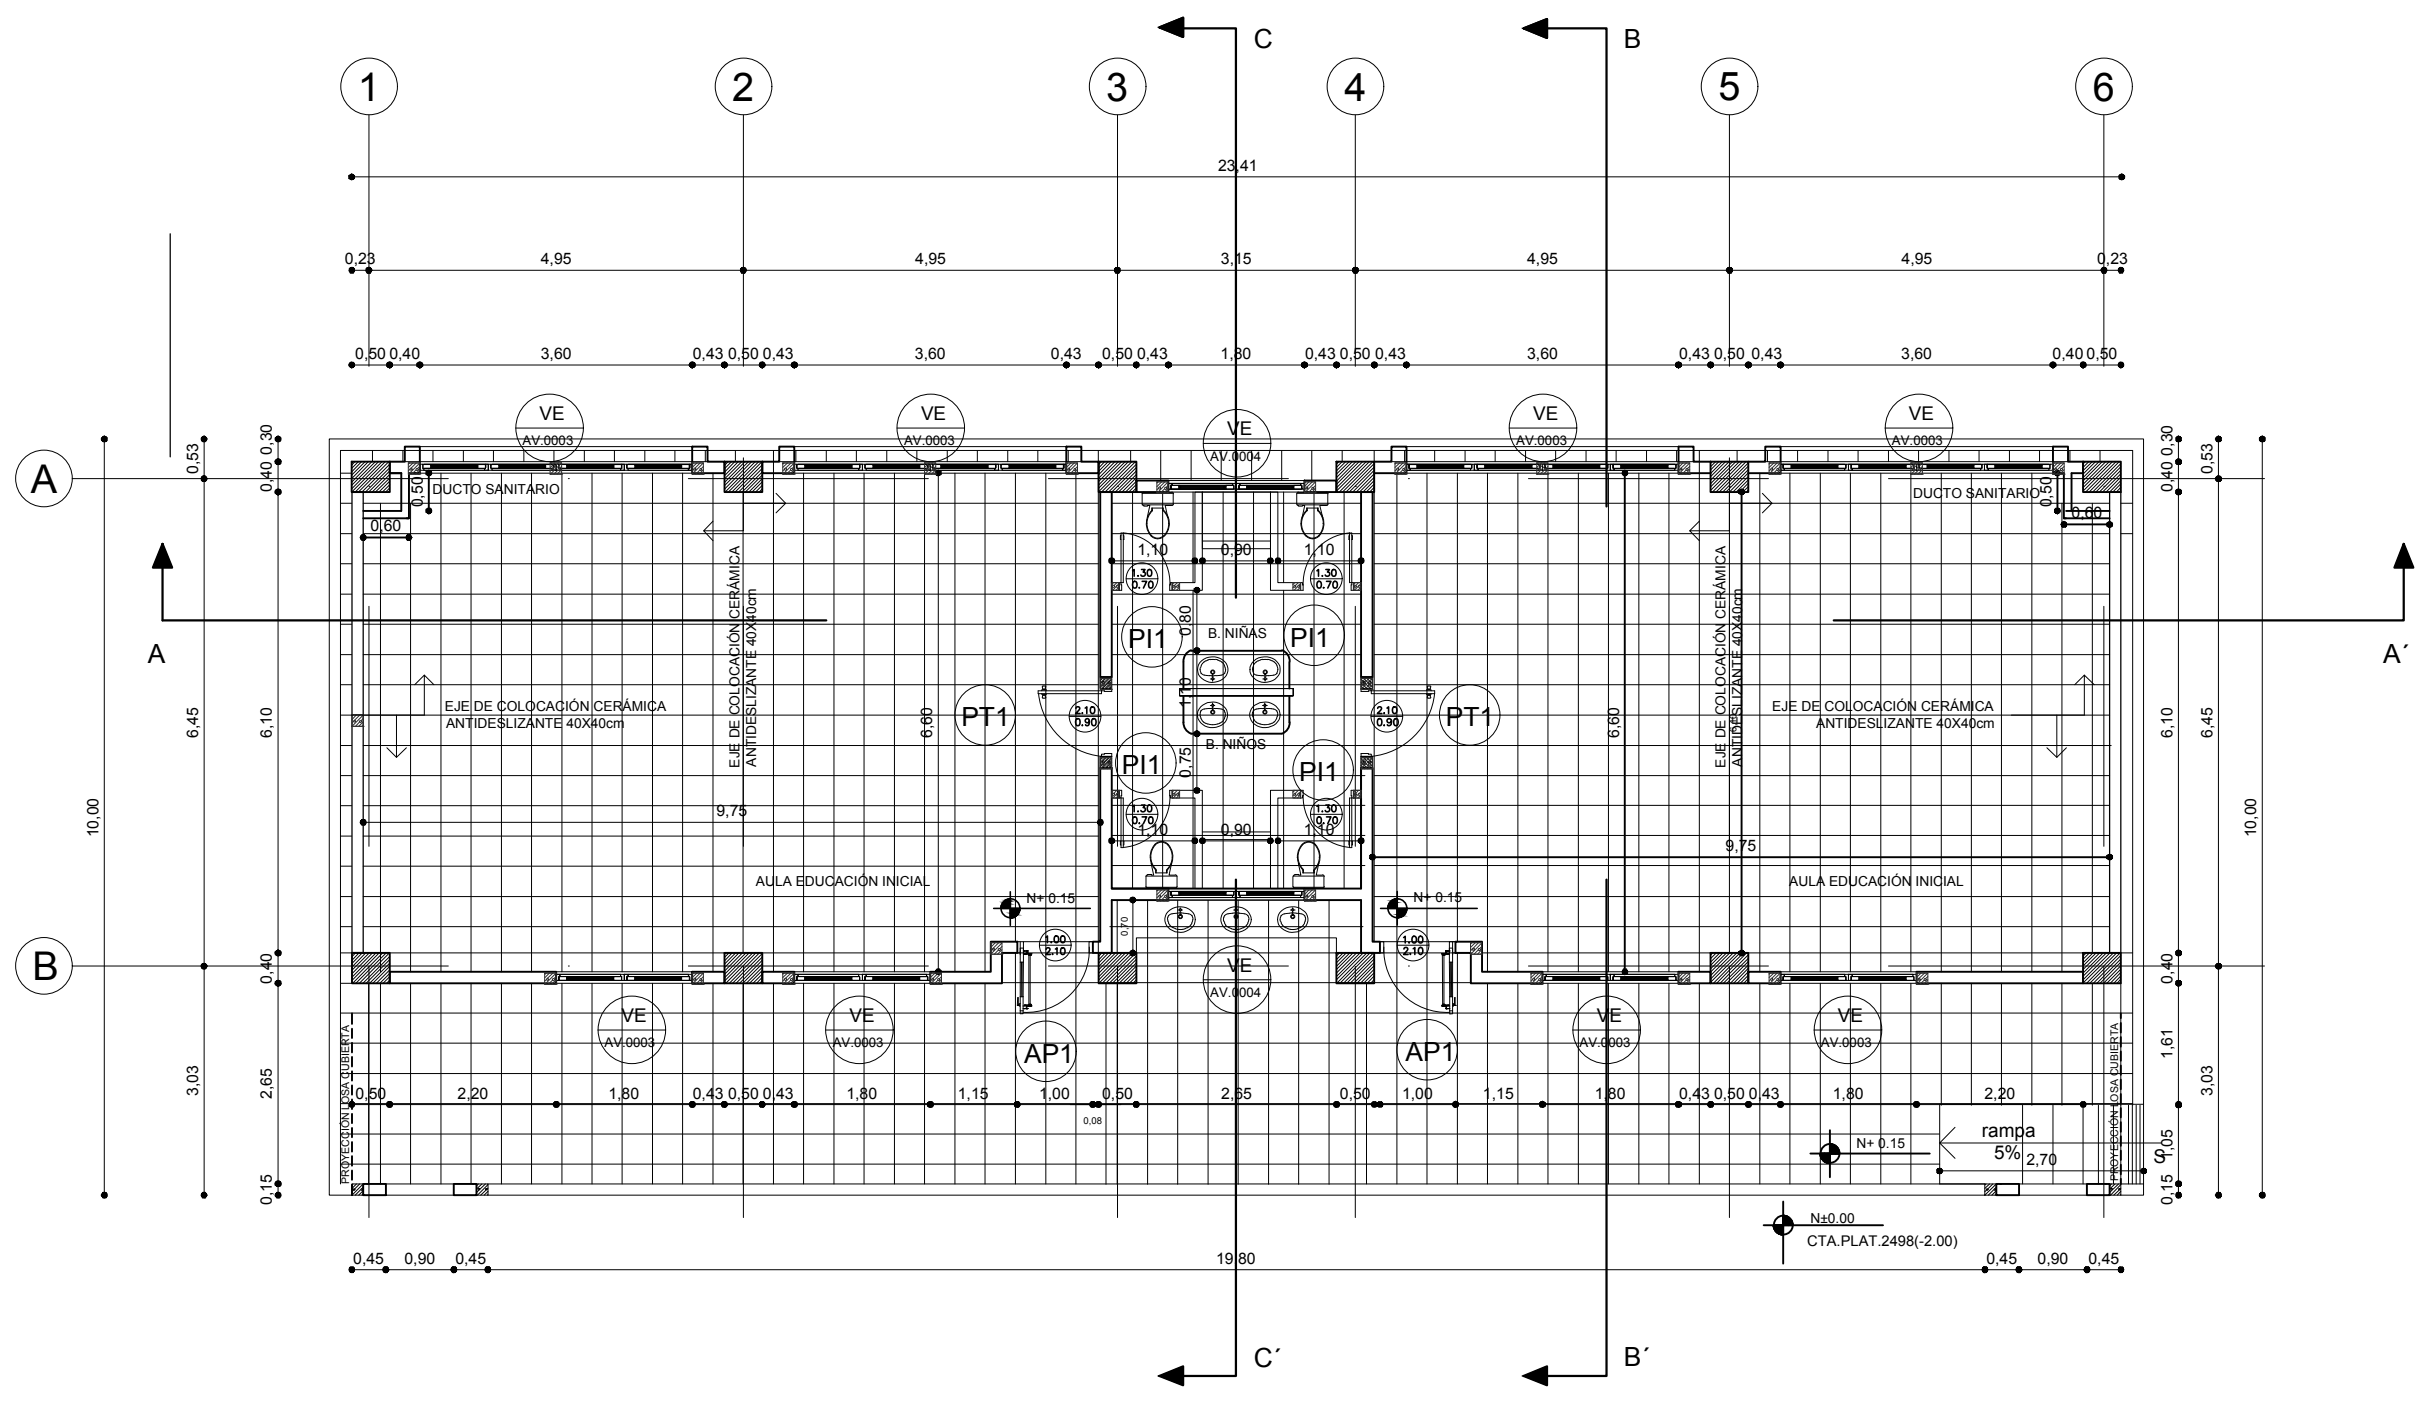 C
B
1
2
3
4
5
6
23,41
0,23
4,95
4,95
3,15
4,95
4,95
0,23
0,50
0,40
3,60
0,43
0,50
0,43
3,60
0,43
0,50
0,43
1,80
0,43
0,50
0,43
3,60
0,43
0,50
0,43
3,60
0,40
0,50
VE
AV.0003
VE
AV.0003
VE
AV.0004
VE
AV.0003
VE
AV.0003
A
B
10,00
0,53
6,45
3,03
0,30
0,40
6,10
0,40
2,65
0,15
0,30
0,40
6,10
0,40
1,61
1,05
0,15
0,53
6,45
3,03
10,00
A
A´
DUCTO SANITARIO
0,50
0,60
DUCTO SANITARIO
0,50
0,60
EJE DE COLOCACIÓN CERÁMICA
ANTIDESLIZANTE 40X40cm
EJE DE COLOCACIÓN CERÁMICA
ANTIDESLIZANTE 40X40cm
EJE DE COLOCACIÓN CERÁMICA
ANTIDESLIZANTE 40X40cm
EJE DE COLOCACIÓN CERÁMICA
ANTIDESLIZANTE 40X40cm
1,10
0,90
1,10
1.30
0.70
1.30
0.70
0,80
B. NIÑAS
PI1
PI1
1,10
B. NIÑOS
PI1
PI1
0,75
1.30
0.70
1.30
0.70
1,10
0,90
1,10
PT1
2.10
0.90
2.10
0.90
PT1
6,60
6,60
9,75
9,75
AULA EDUCACIÓN INICIAL
AULA EDUCACIÓN INICIAL
N+ 0.15
N+ 0.15
0,70
1.00
2.10
1.00
2.10
VE
AV.0003
VE
AV.0003
AP1
VE
AV.0004
AP1
VE
AV.0003
VE
AV.0003
PROYECCIÓN LOSA CUBIERTA
PROYECCIÓN LOSA CUBIERTA
0,50
2,20
1,80
0,43
0,50
0,43
1,80
1,15
1,00
0,08
0,50
2,65
0,50
1,00
1,15
1,80
0,43
0,50
0,43
1,80
2,20
rampa
5%
2,70
S
N+ 0.15
N±0.00
CTA.PLAT.2498(-2.00)
0,45
0,90
0,45
19,80
0,45
0,90
0,45
C´
B´